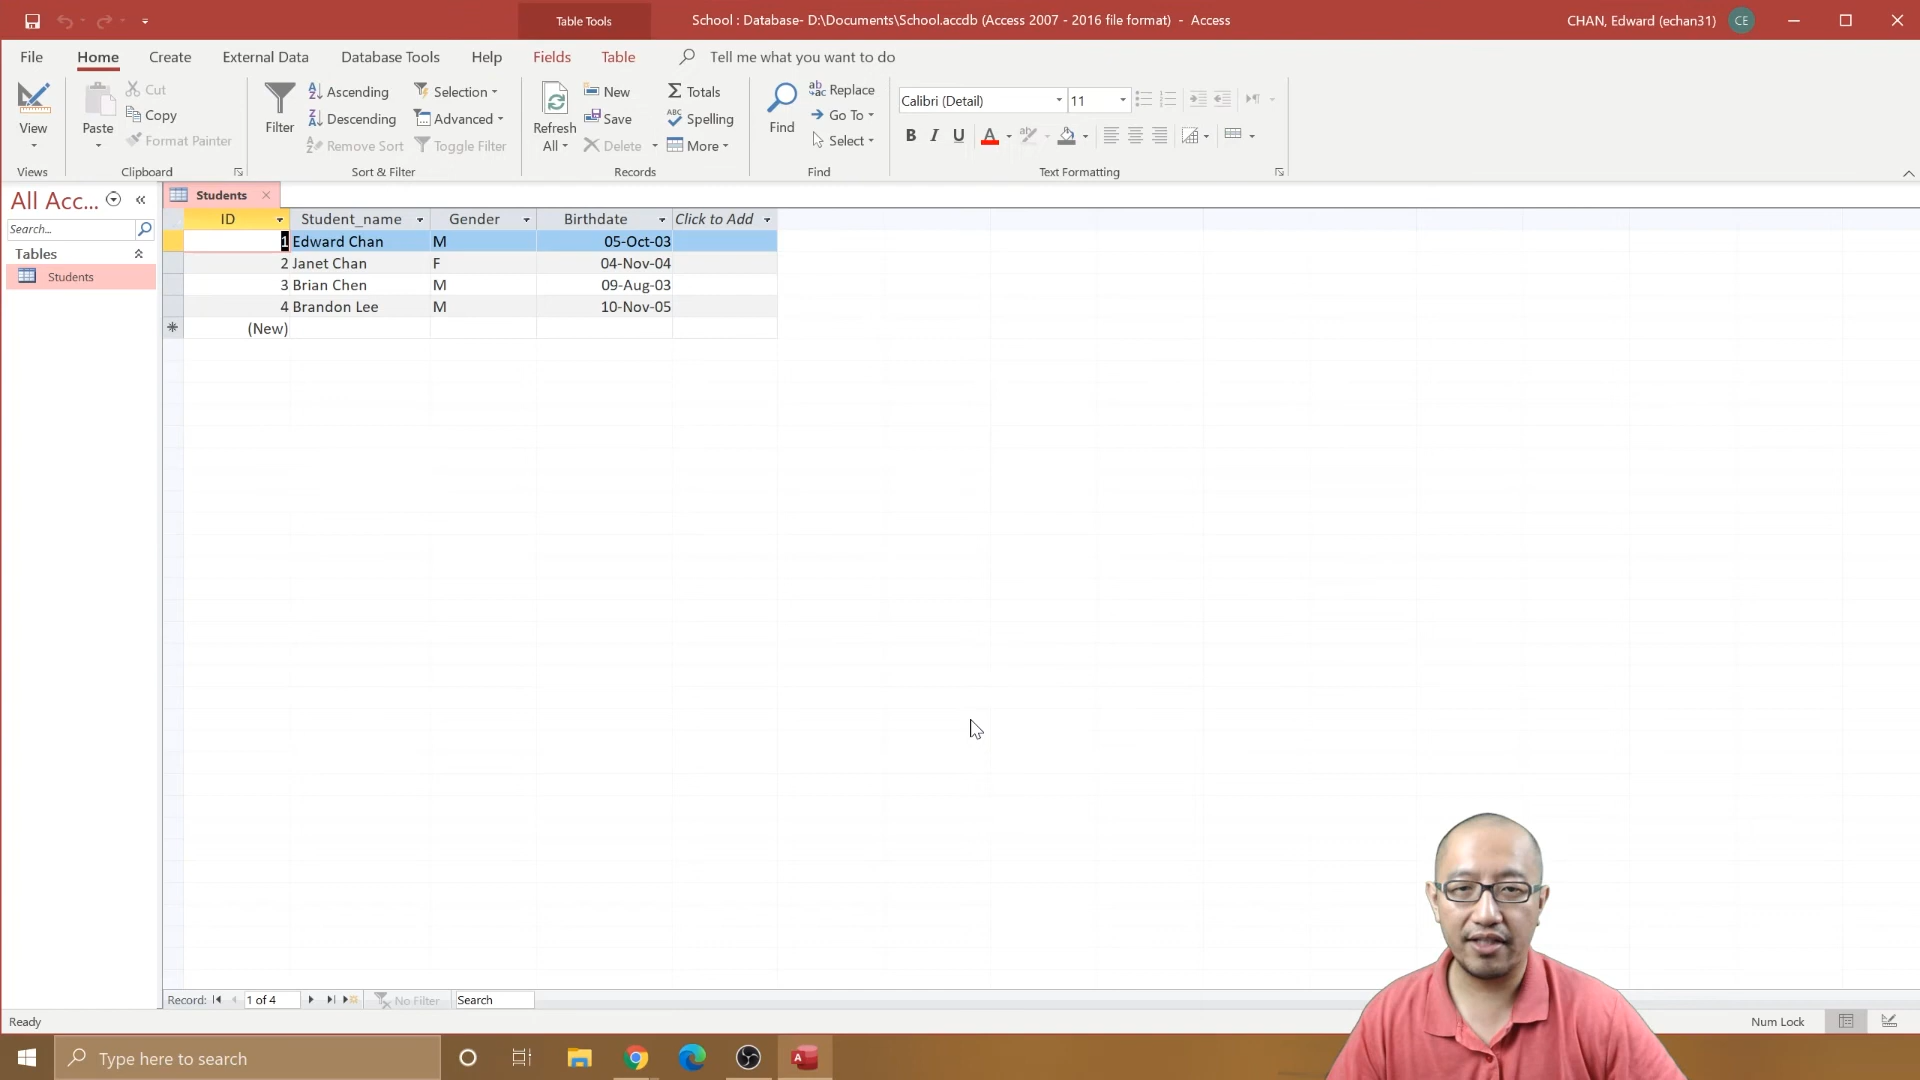 Table Tools
School : Database- D:\Documents\School.accdb (Access 2007 - 2016 file format) - Access
CHAN, Edward (echan31)
CE
File Home Create External Data Database Tools Help Fields Table Tell me what you want to do
View
Views
Paste
Cut
Copy
Format Painter
Clipboard
Filter
Ascending
Descending
Remove Sort
Selection
Advanced
Toggle Filter
Sort & Filter
Refresh
All
New
Save
Delete
Totals
Spelling
More
Records
Find
Replace
Go To
Select
Find
Calibri (Detail) 11
B I U A
Text Formatting
All Acc...
Search...
Tables
Students
Students
ID Student_name Gender Birthdate Click to Add
1 Edward Chan M 05-Oct-03
2 Janet Chan F 04-Nov-04
3 Brian Chen M 09-Aug-03
4 Brandon Lee M 10-Nov-05
(New)
Record: 1 of 4 No Filter Search
Ready
Num Lock
Type here to search